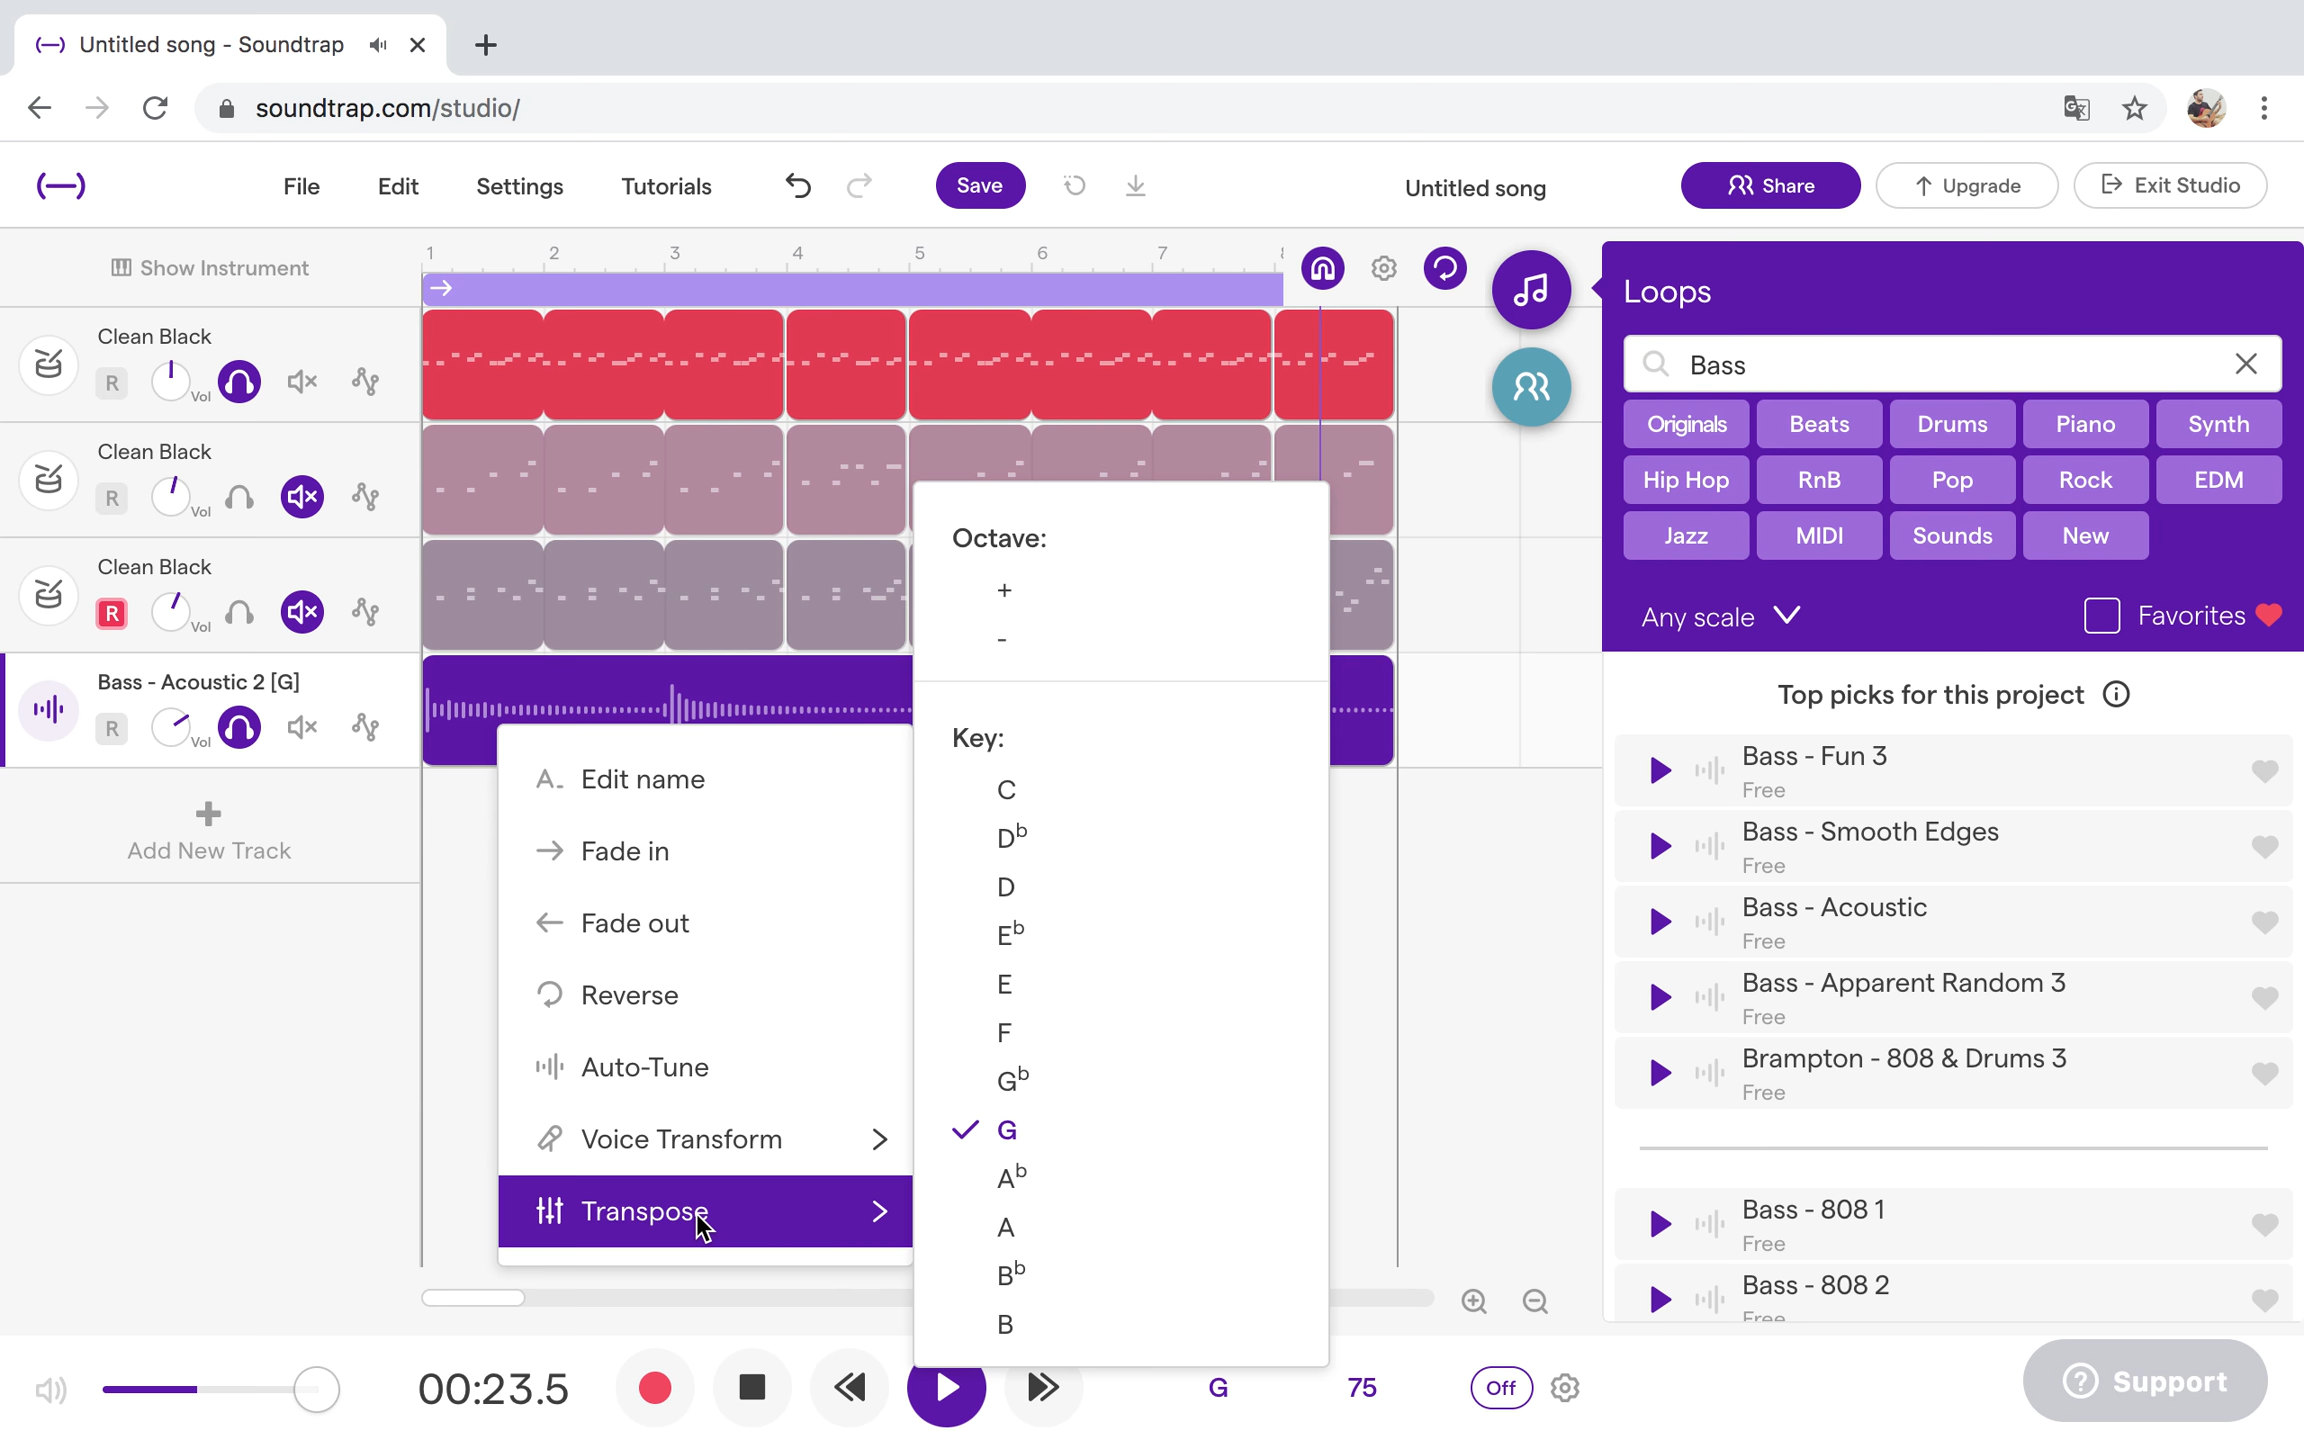 Untitled song - Soundtrap
soundtrap.com/studio/
File Edit Settings Tutorials Save Untitled song Share Upgrade Exit Studio
Show Instrument
1 2 3 4 5 6 7
Clean Black
R Vol
Clean Black
R Vol
Clean Black
R Vol
Bass - Acoustic 2 [G]
R Vol
Add New Track
Edit name
Fade in
Fade out
Reverse
Auto-Tune
Voice Transform
Transpose
Octave:
+
-
Key:
C
Dᵇ
D
Eᵇ
E
F
Gᵇ
G
Aᵇ
A
Bᵇ
B
Loops
Bass
Originals Beats Drums Piano Synth
Hip Hop RnB Pop Rock EDM
Jazz MIDI Sounds New
Any scale Favorites
Top picks for this project
Bass - Fun 3
Free
Bass - Smooth Edges
Free
Bass - Acoustic
Free
Bass - Apparent Random 3
Free
Brampton - 808 & Drums 3
Free
Bass - 808 1
Free
Bass - 808 2
Free
00:23.5 G 75 Off Support